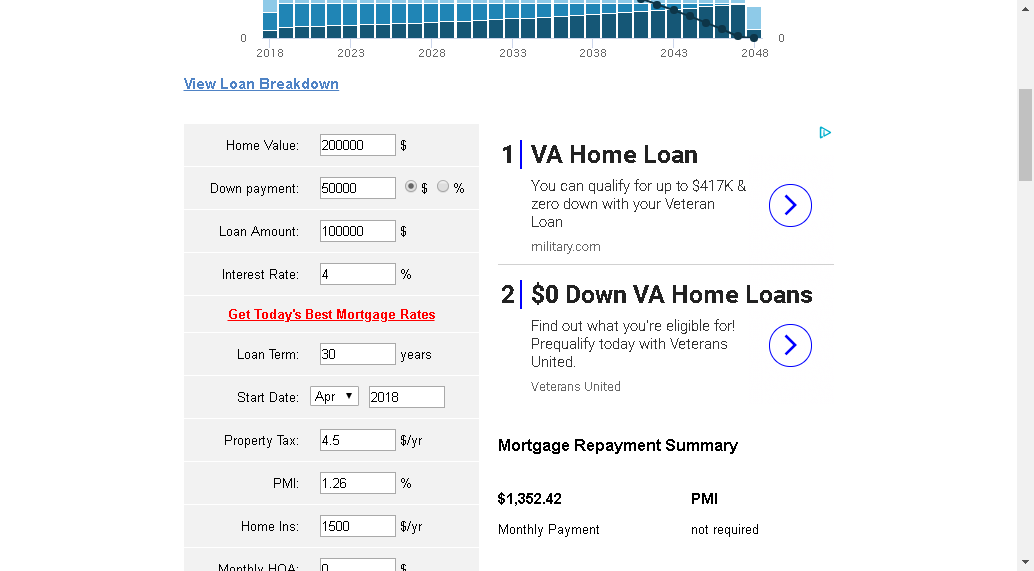 0 0
2018 2023 2028 2033 2038 2043 2048
View Loan Breakdown
Home Value: 200000 $
Down payment: 50000 $ %
Loan Amount: 100000 $
Interest Rate: 4 %
Get Today's Best Mortgage Rates
Loan Term: 30 years
Start Date: Apr 2018
Property Tax: 4.5 $/yr
PMI: 1.26 %
Home Ins: 1500 $/yr
Monthly HOA: 0 $
1 VA Home Loan
You can qualify for up to $417K &
zero down with your Veteran
Loan
military.com
2 $0 Down VA Home Loans
Find out what you're eligible for!
Prequalify today with Veterans
United.
Veterans United
Mortgage Repayment Summary
$1,352.42 PMI
Monthly Payment not required